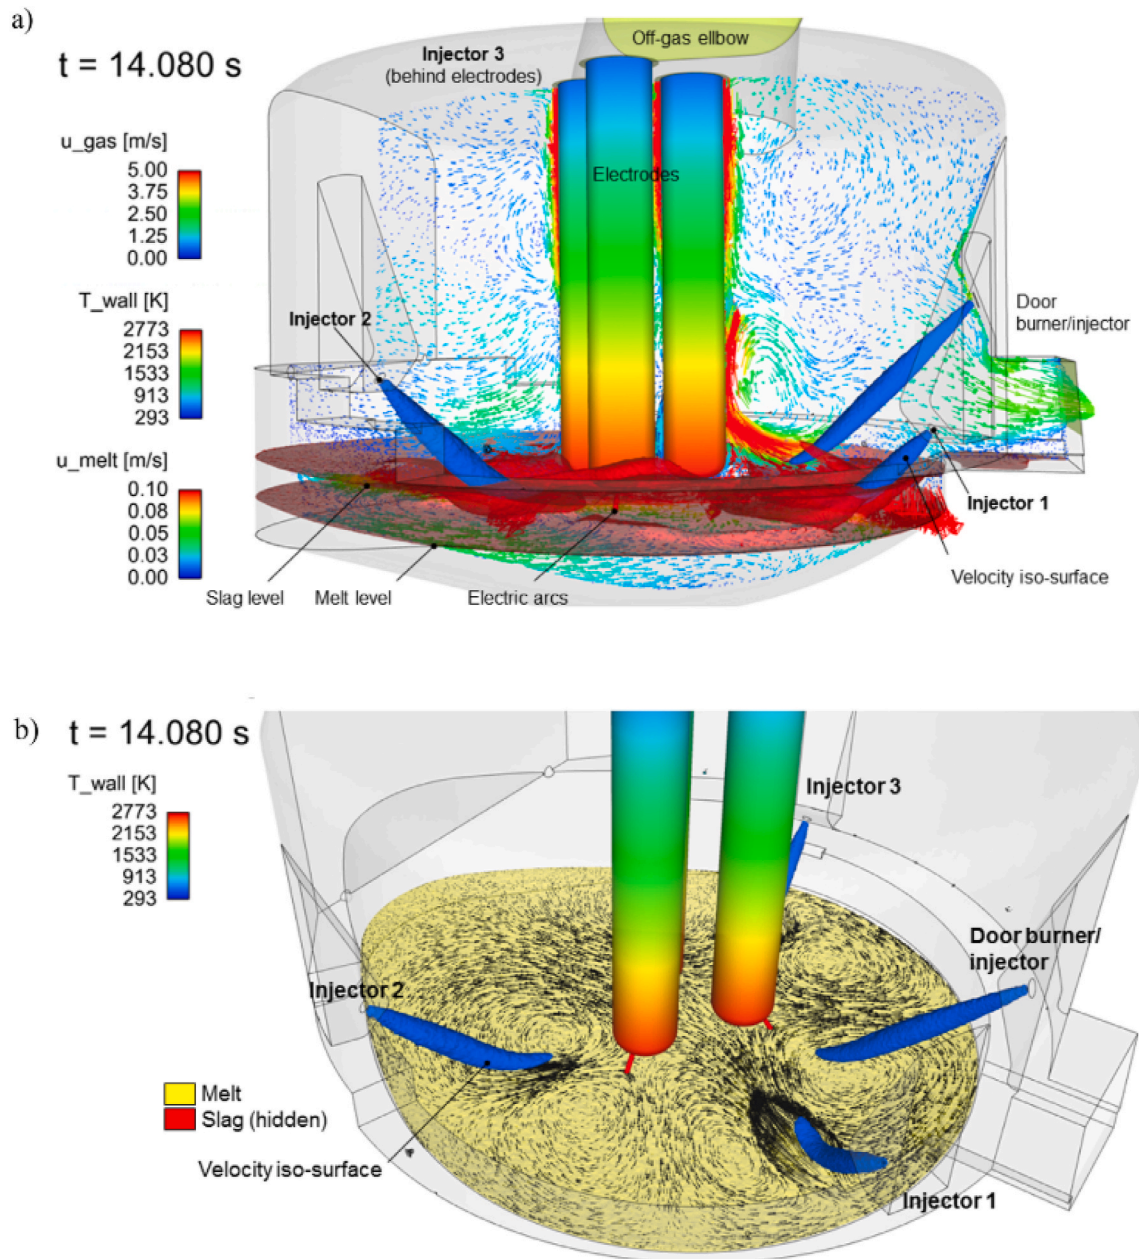 a)
t = 14.080 s
Injector 3
(behind electrodes)
Off-gas ellbow
u_gas [m/s]
5.00
3.75
2.50
1.25
0.00
Electrodes
T_wall [K]
2773
2153
1533
913
293
Injector 2
Door
burner/injector
u_melt [m/s]
0.10
0.08
0.05
0.03
0.00
Injector 1
Velocity iso-surface
Slag level
Melt level
Electric arcs
b)
t = 14.080 s
T_wall [K]
2773
2153
1533
913
293
Injector 3
Door burner/
injector
Injector 2
Melt
Slag (hidden)
Velocity iso-surface
Injector 1